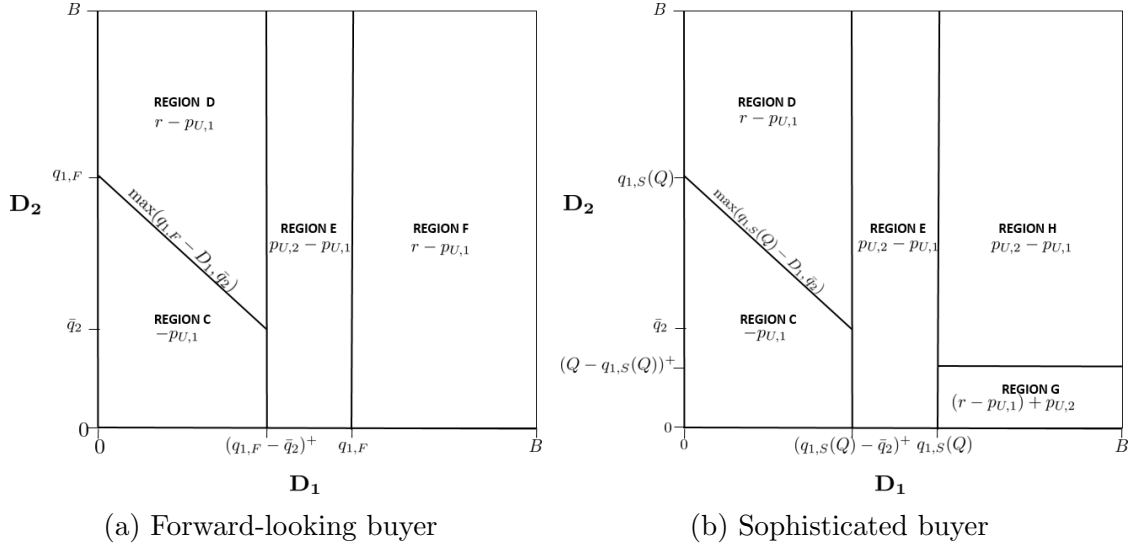 B
REGION D
r − p_{U,1}
q_{1,F}
D_2
max(q_{1,F} − D_1, q̄_2)
REGION E
p_{U,2} − p_{U,1}
REGION F
r − p_{U,1}
q̄_2
REGION C
−p_{U,1}
0
0
(q_{1,F} − q̄_2)^+
q_{1,F}
B
D_1
(a) Forward-looking buyer
B
REGION D
r − p_{U,1}
q_{1,S}(Q)
D_2
max(q_{1,S}(Q) − D_1, q̄_2)
REGION E
p_{U,2} − p_{U,1}
REGION H
p_{U,2} − p_{U,1}
q̄_2
REGION C
−p_{U,1}
(Q − q_{1,S}(Q))^+
REGION G
(r − p_{U,1}) + p_{U,2}
0
0
(q_{1,S}(Q) − q̄_2)^+
q_{1,S}(Q)
B
D_1
(b) Sophisticated buyer